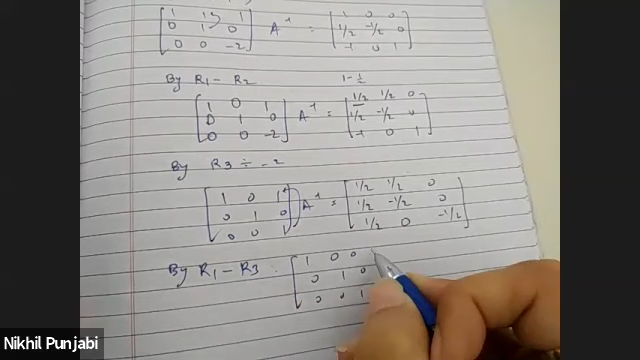 [1 1 1] [1 0 0]
[0 1 0] A⁻¹ = [1/2 -1/2 0]
[0 0 -2] [-1 0 1]
By R1 - R2 1 - 1/2
[1 0 1] [1/2 1/2 0]
[0 1 0] A⁻¹ = [1/2 -1/2 0]
[0 0 -2] [-1 0 1]
By R3 ÷ -2
[1 0 1] [1/2 1/2 0]
[0 1 0] A⁻¹ = [1/2 -1/2 0]
[0 0 1] [1/2 0 -1/2]
By R1 - R3 : [1 0 0]
[0 1 0]
[0 0 1
Nikhil Punjabi